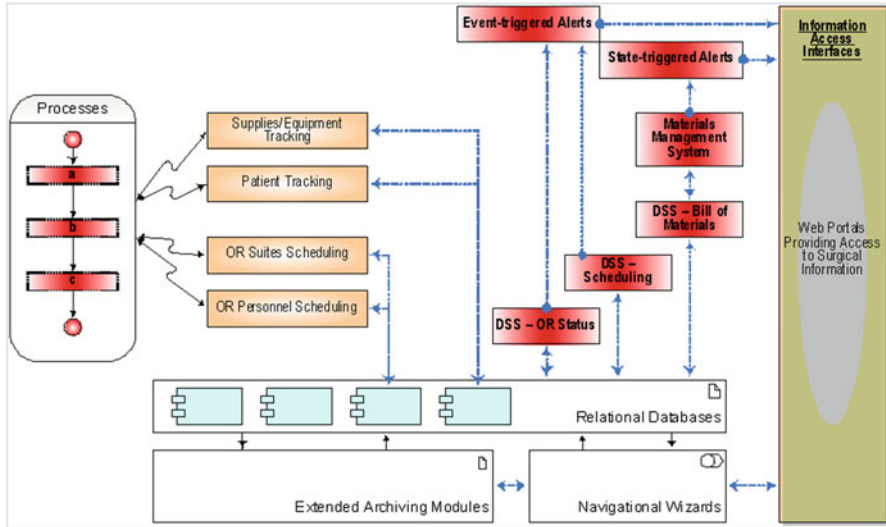 Event-triggered Alerts
Information
Access
Interfaces
State-triggered Alerts
Processes
a
b
c
Supplies/Equipment
Tracking
Patient Tracking
OR Suites Scheduling
OR Personnel Scheduling
Materials
Management
System
DSS – Bill of
Materials
DSS –
Scheduling
DSS – OR Status
Web Portals
Providing Access
to Surgical
Information
Relational Databases
Extended Archiving Modules
Navigational Wizards